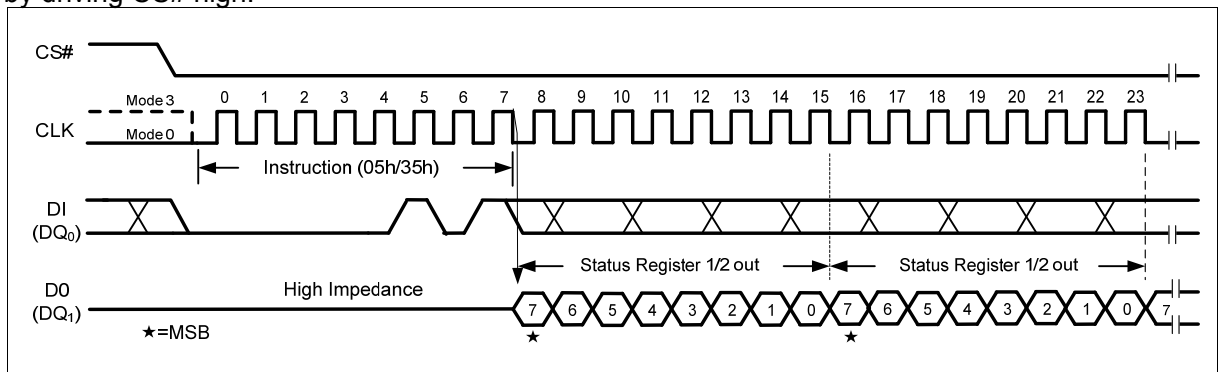 by driving CS# high.
CS#
Mode 3
0 1 2 3 4 5 6 7 8 9 10 11 12 13 14 15 16 17 18 19 20 21 22 23
CLK
Mode 0
Instruction (05h/35h)
DI
(DQ0)
Status Register 1/2 out Status Register 1/2 out
D0
(DQ1)
High Impedance
7 6 5 4 3 2 1 0 7 6 5 4 3 2 1 0 7
★=MSB
★ ★